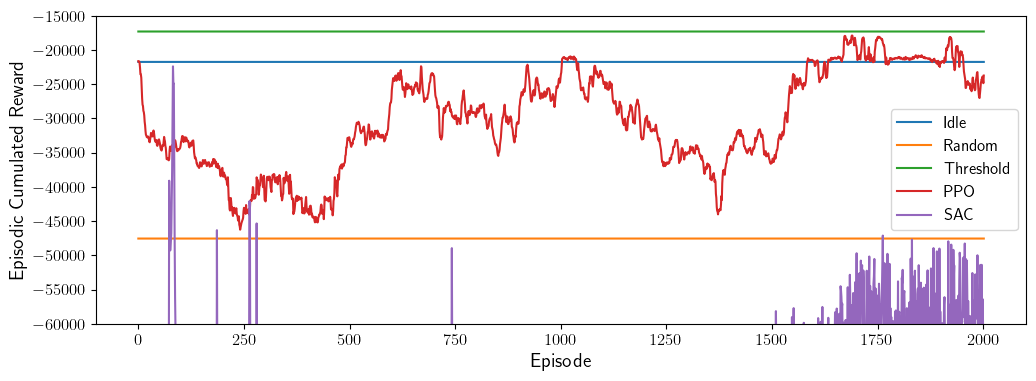 Episodic Cumulated Reward
−15000
−20000
−25000
−30000
−35000
−40000
−45000
−50000
−55000
−60000
0 250 500 750 1000 1250 1500 1750 2000
Episode
Idle
Random
Threshold
PPO
SAC